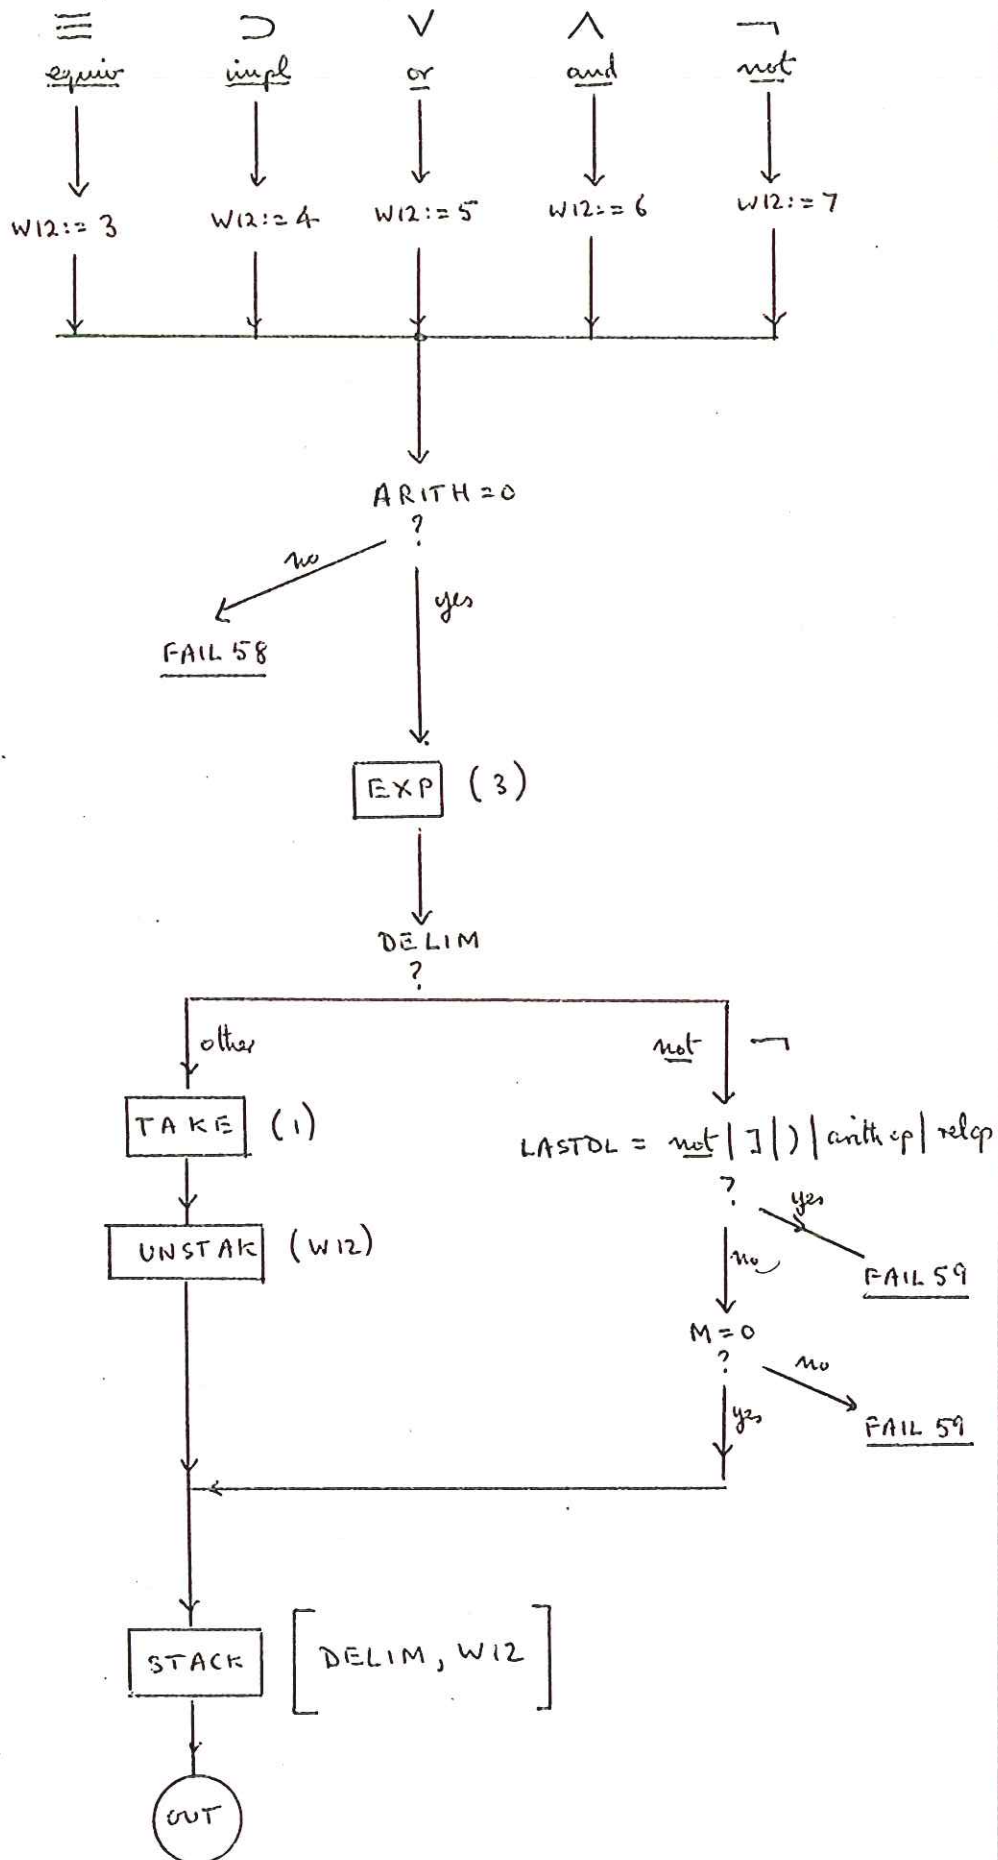 ≡ ⊃ ∨ ∧ ¬
equiv impl or and not
W12:= 3 W12:= 4 W12:= 5 W12:= 6 W12:= 7
ARITH = 0
?
no
yes
FAIL 58
EXP (3)
DELIM
?
other
not ¬
TAKE (1)
LASTDL = not | ] | ) | arith op | relop
?
yes
UNSTAK (W12)
no
FAIL 59
M = 0
?
no
yes
FAIL 59
STACK [ DELIM, W12 ]
OUT